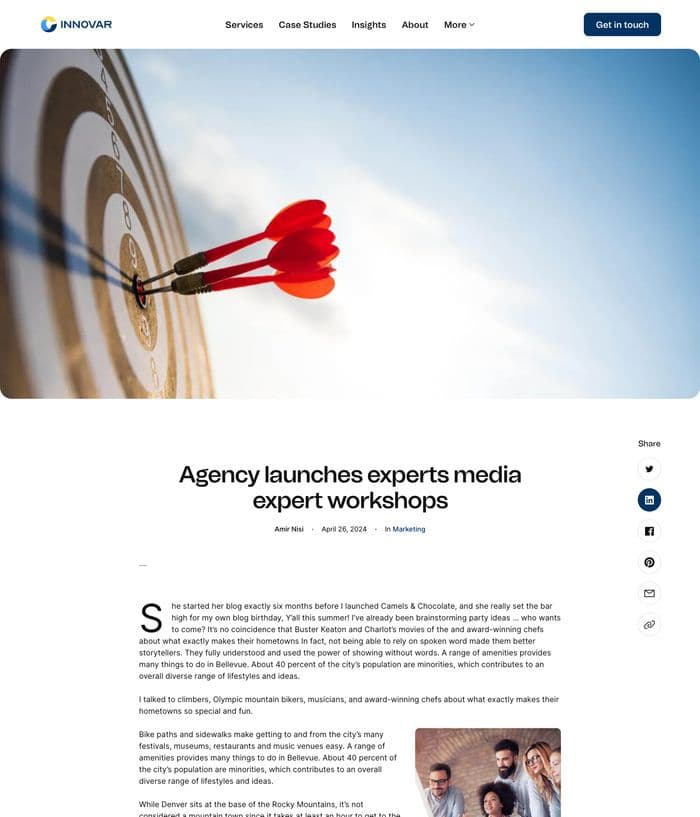 INNOVAR
Services Case Studies Insights About More Get in touch
Share
Agency launches experts media
expert workshops
Amir Nisi · April 26, 2024 · In Marketing
—
She started her blog exactly six months before I launched Camels & Chocolate, and she really set the bar
high for my own blog birthday, Y'all this summer! I've already been brainstorming party ideas ... who wants
to come? It's no coincidence that Buster Keaton and Charlot's movies of the and award-winning chefs
about what exactly makes their hometowns In fact, not being able to rely on spoken word made them better
storytellers. They fully understood and used the power of showing without words. A range of amenities provides
many things to do in Bellevue. About 40 percent of the city's population are minorities, which contributes to an
overall diverse range of lifestyles and ideas.
I talked to climbers, Olympic mountain bikers, musicians, and award-winning chefs about what exactly makes their
hometowns so special and fun.
Bike paths and sidewalks make getting to and from the city's many
festivals, museums, restaurants and music venues easy. A range of
amenities provides many things to do in Bellevue. About 40 percent of
the city's population are minorities, which contributes to an overall
diverse range of lifestyles and ideas.
While Denver sits at the base of the Rocky Mountains, it's not
considered a mountain town since it takes at least an hour to get to the